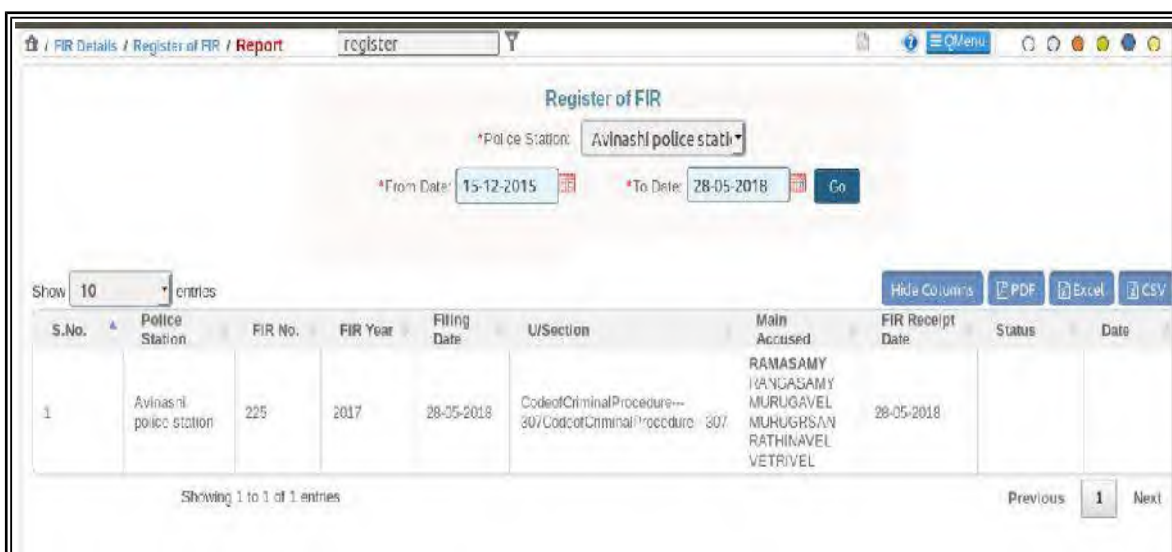 / FIR Details / Register of FIR / Report register QMenu
Register of FIR
*Police Station: Avinashi police stati
*From Date: 15-12-2015 *To Date: 28-05-2018 Go
Show 10 entries Hide Columns PDF Excel CSV
S.No. Police Station FIR No. FIR Year Filing Date U/Section Main Accused FIR Receipt Date Status Date
1 Avinashi police station 225 2017 28-05-2018 CodeofCriminalProcedure---307CodeofCriminalProcedure 307 RAMASAMY
RANGASAMY
MURUGAVEL
MURUGRSAN
RATHINAVEL
VETRIVEL 28-05-2018
Showing 1 to 1 of 1 entries Previous 1 Next